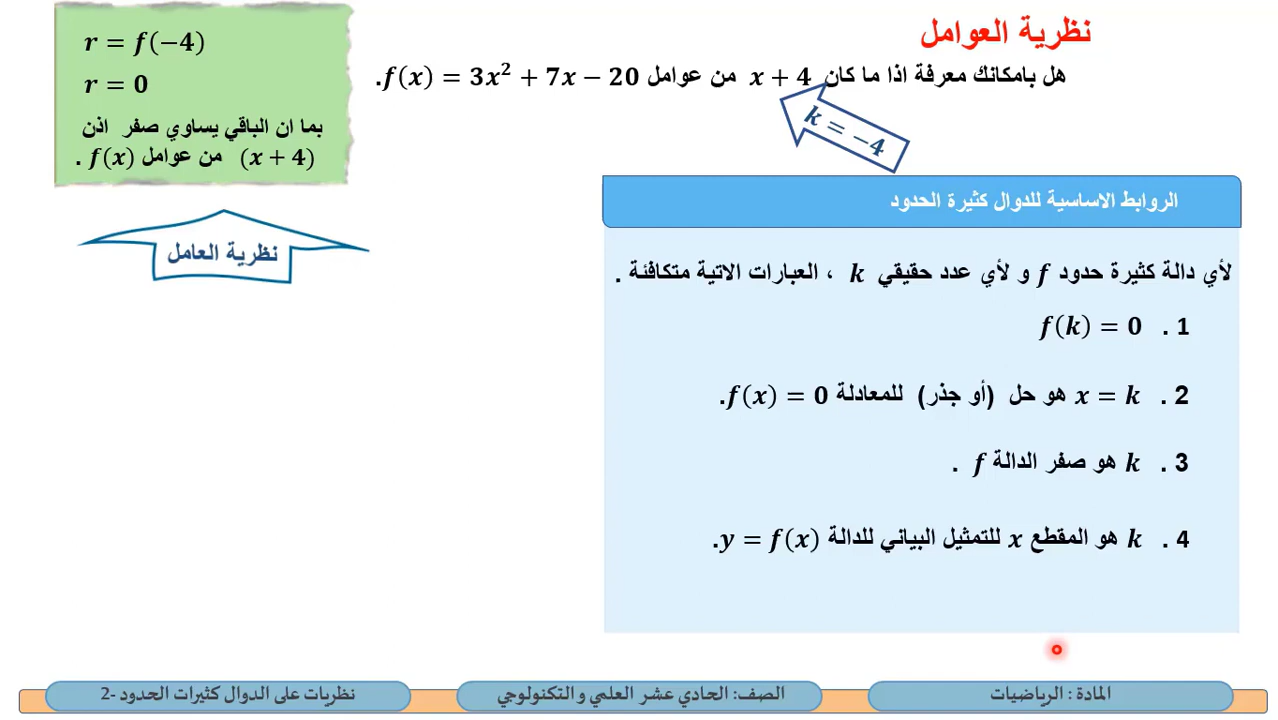 نظرية العوامل
هل بامكانك معرفة اذا ما كان x + 4 من عوامل f(x) = 3x² + 7x − 20.
k = −4
r = f(−4)
r = 0
بما ان الباقي يساوي صفر اذن
(x + 4) من عوامل f(x) .
نظرية العامل
الروابط الاساسية للدوال كثيرة الحدود
لأي دالة كثيرة حدود f و لأي عدد حقيقي k ، العبارات الاتية متكافئة .
1 . f(k) = 0
2 . x = k هو حل (أو جذر) للمعادلة f(x) = 0.
3 . k هو صفر الدالة f .
4 . k هو المقطع x للتمثيل البياني للدالة y = f(x).
المادة : الرياضيات
الصف: الحادي عشر العلمي و التكنولوجي
نظريات على الدوال كثيرات الحدود -2